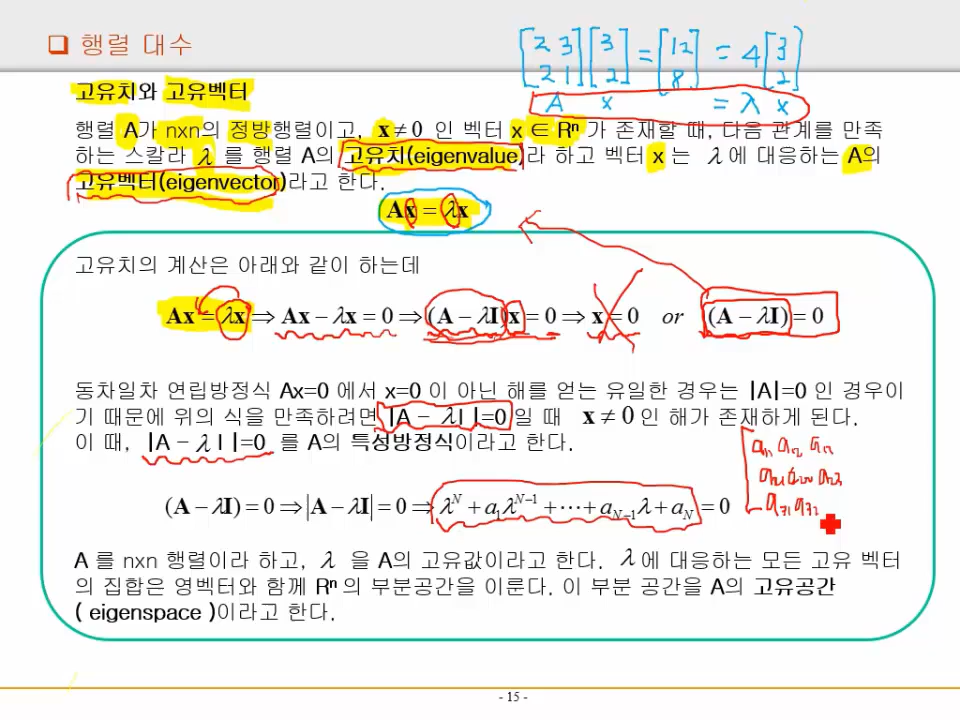 ❑ 행렬 대수
[2 3 2 1] [3 2] = [12 8] = 4 [3 2]
A x = λ x
고유치와 고유벡터
행렬 A가 nxn의 정방행렬이고, x ≠ 0 인 벡터 x ∈ Rⁿ 가 존재할 때, 다음 관계를 만족
하는 스칼라 λ 를 행렬 A의 고유치(eigenvalue)라 하고 벡터 x 는 λ 에 대응하는 A의
고유벡터(eigenvector)라고 한다.
Ax = λx
고유치의 계산은 아래와 같이 하는데
Ax = λx ⇒ Ax − λx = 0 ⇒ (A − λI)x = 0 ⇒ x = 0 or (A − λI) = 0
동차일차 연립방정식 Ax=0 에서 x=0 이 아닌 해를 얻는 유일한 경우는 |A|=0 인 경우이
기 때문에 위의 식을 만족하려면 |A − λI |=0 일 때 x ≠ 0 인 해가 존재하게 된다.
이 때, |A − λI |=0 를 A의 특성방정식이라고 한다.
a₁₁ a₁₂ a₁₃
a₂₁ a₂₂ a₂₃
a₃₁ a₃₂
(A − λI) = 0 ⇒ |A − λI| = 0 ⇒ λᴺ + a₁λᴺ⁻¹ + ⋯ + a_{N−1}λ + a_N = 0
A 를 nxn 행렬이라 하고, λ 을 A의 고유값이라고 한다. λ 에 대응하는 모든 고유 벡터
의 집합은 영벡터와 함께 Rⁿ 의 부분공간을 이룬다. 이 부분 공간을 A의 고유공간
( eigenspace )이라고 한다.
- 15 -